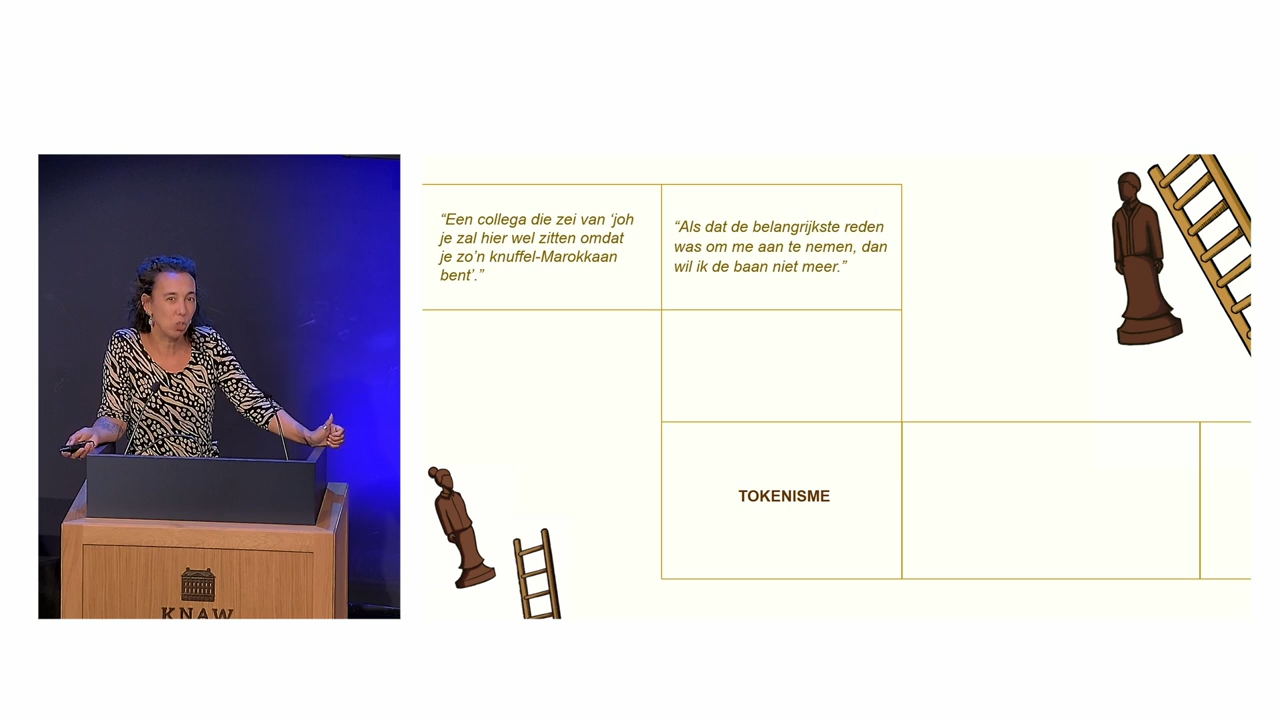 “Een collega die zei van ‘joh
je zal hier wel zitten omdat
je zo’n knuffel-Marokkaan
bent’.”
“Als dat de belangrijkste reden
was om me aan te nemen, dan
wil ik de baan niet meer.”
TOKENISME
KNAW